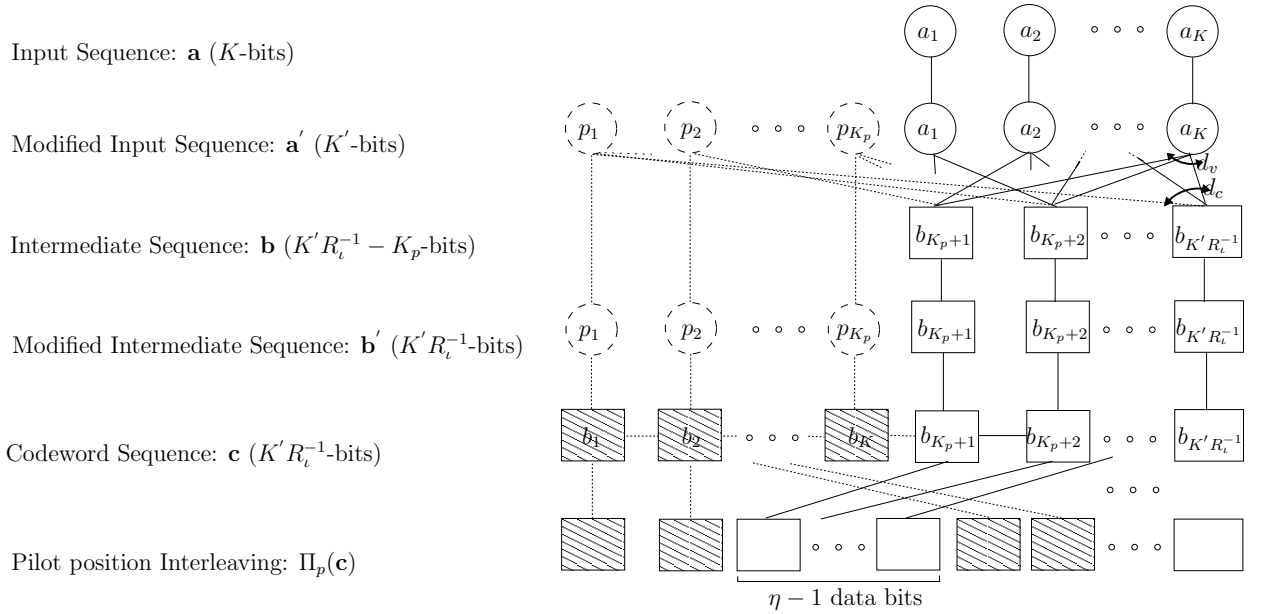 a_1 a_2 ∘ ∘ ∘ a_K
Input Sequence: a (K-bits)
Modified Input Sequence: a′ (K′-bits) p_1 p_2 ∘ ∘ ∘ p_{K_p} a_1 a_2 ∘ ∘ ∘ a_K
d_v
d_c
Intermediate Sequence: b (K′R_ι^{-1} − K_p-bits) b_{K_p+1} b_{K_p+2} ∘ ∘ ∘ b_{K′R_ι^{-1}}
Modified Intermediate Sequence: b′ (K′R_ι^{-1}-bits) p_1 p_2 ∘ ∘ ∘ p_{K_p} b_{K_p+1} b_{K_p+2} ∘ ∘ ∘ b_{K′R_ι^{-1}}
Codeword Sequence: c (K′R_ι^{-1}-bits) b_1 b_2 ∘ ∘ ∘ b_K b_{K_p+1} b_{K_p+2} ∘ ∘ ∘ b_{K′R_ι^{-1}}
∘ ∘ ∘
Pilot position Interleaving: Π_p(c) ∘ ∘ ∘ ∘ ∘ ∘
η − 1 data bits